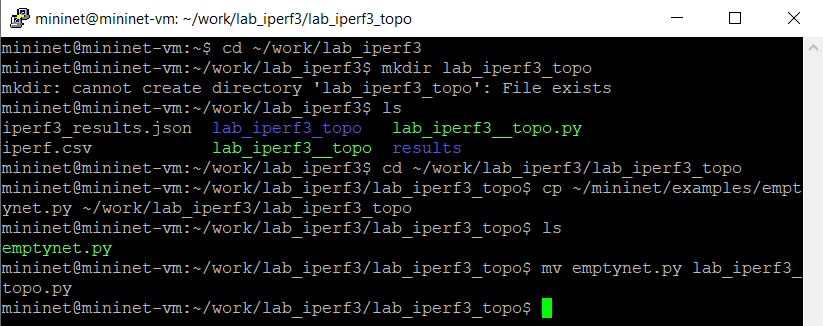 mininet@mininet-vm: ~/work/lab_iperf3/lab_iperf3_topo
mininet@mininet-vm:~$ cd ~/work/lab_iperf3
mininet@mininet-vm:~/work/lab_iperf3$ mkdir lab_iperf3_topo
mkdir: cannot create directory 'lab_iperf3_topo': File exists
mininet@mininet-vm:~/work/lab_iperf3$ ls
iperf3_results.json  lab_iperf3_topo   lab_iperf3__topo.py
iperf.csv            lab_iperf3__topo  results
mininet@mininet-vm:~/work/lab_iperf3$ cd ~/work/lab_iperf3/lab_iperf3_topo
mininet@mininet-vm:~/work/lab_iperf3/lab_iperf3_topo$ cp ~/mininet/examples/empt
ynet.py ~/work/lab_iperf3/lab_iperf3_topo
mininet@mininet-vm:~/work/lab_iperf3/lab_iperf3_topo$ ls
emptynet.py
mininet@mininet-vm:~/work/lab_iperf3/lab_iperf3_topo$ mv emptynet.py lab_iperf3_
topo.py
mininet@mininet-vm:~/work/lab_iperf3/lab_iperf3_topo$